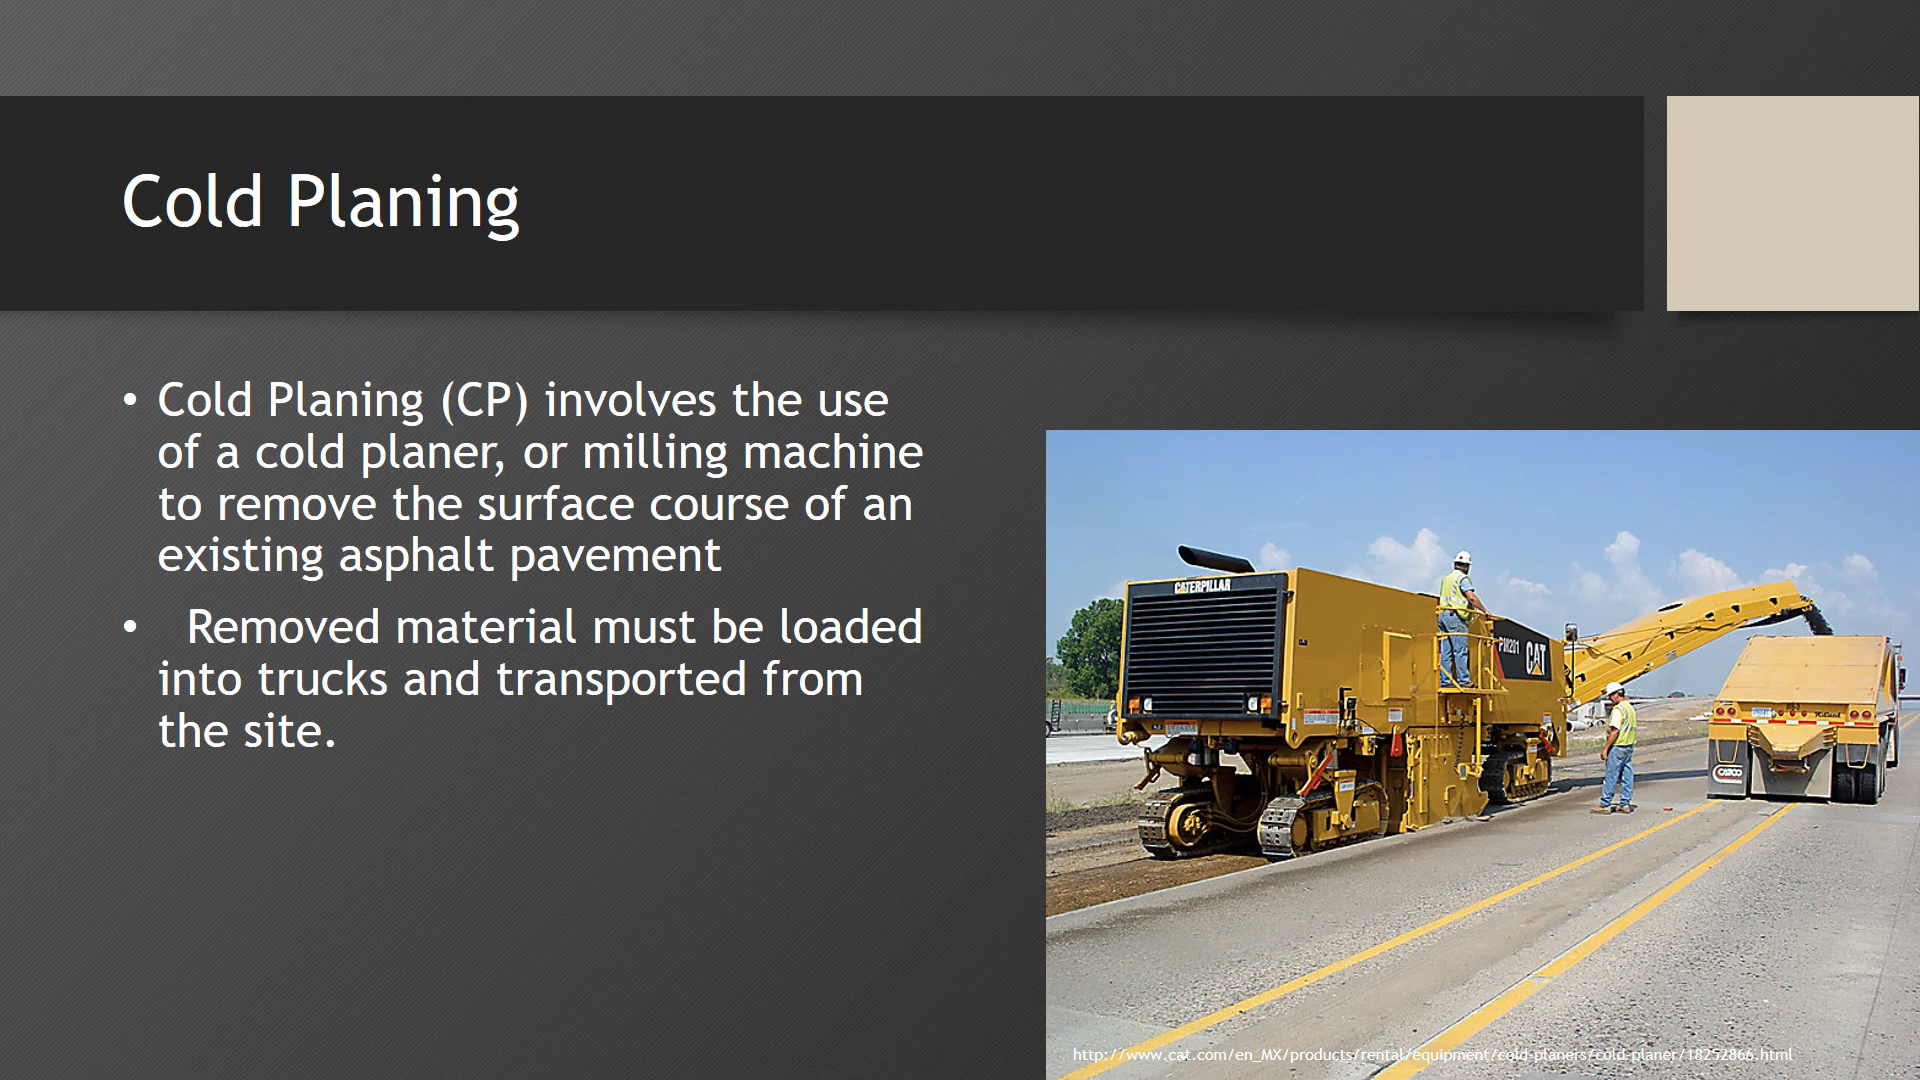 Cold Planing
• Cold Planing (CP) involves the use
of a cold planer, or milling machine
to remove the surface course of an
existing asphalt pavement
• Removed material must be loaded
into trucks and transported from
the site.
CATERPILLAR
PM201
CAT
http://www.cat.com/en_MX/products/rental/equipment/cold-planers/cold-planer/18252866.html